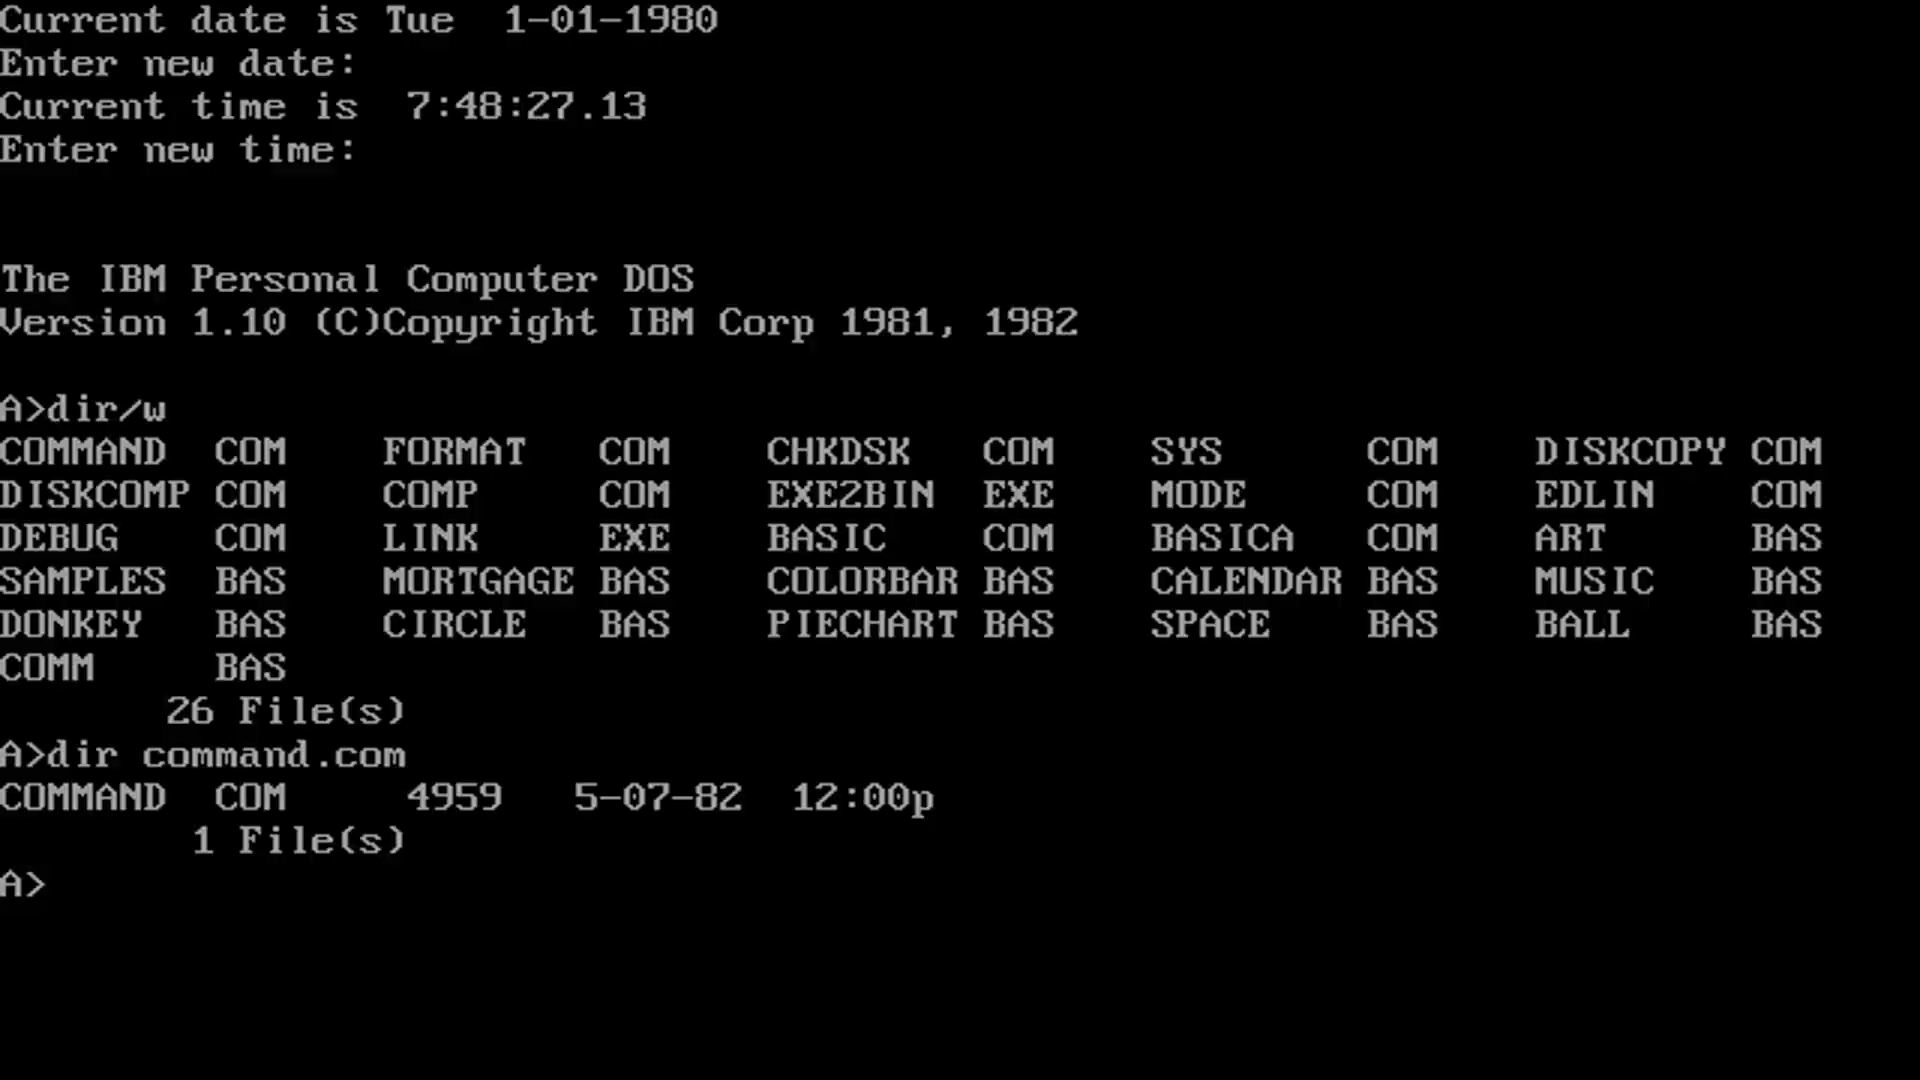 Current date is Tue  1-01-1980
Enter new date:
Current time is  7:48:27.13
Enter new time:
The IBM Personal Computer DOS
Version 1.10 (C)Copyright IBM Corp 1981, 1982
A>dir/w
COMMAND  COM    FORMAT   COM    CHKDSK   COM    SYS      COM    DISKCOPY COM
DISKCOMP COM    COMP     COM    EXE2BIN  EXE    MODE     COM    EDLIN    COM
DEBUG    COM    LINK     EXE    BASIC    COM    BASICA   COM    ART      BAS
SAMPLES  BAS    MORTGAGE BAS    COLORBAR BAS    CALENDAR BAS    MUSIC    BAS
DONKEY   BAS    CIRCLE   BAS    PIECHART BAS    SPACE    BAS    BALL     BAS
COMM     BAS
       26 File(s)
A>dir command.com
COMMAND  COM     4959   5-07-82  12:00p
        1 File(s)
A>